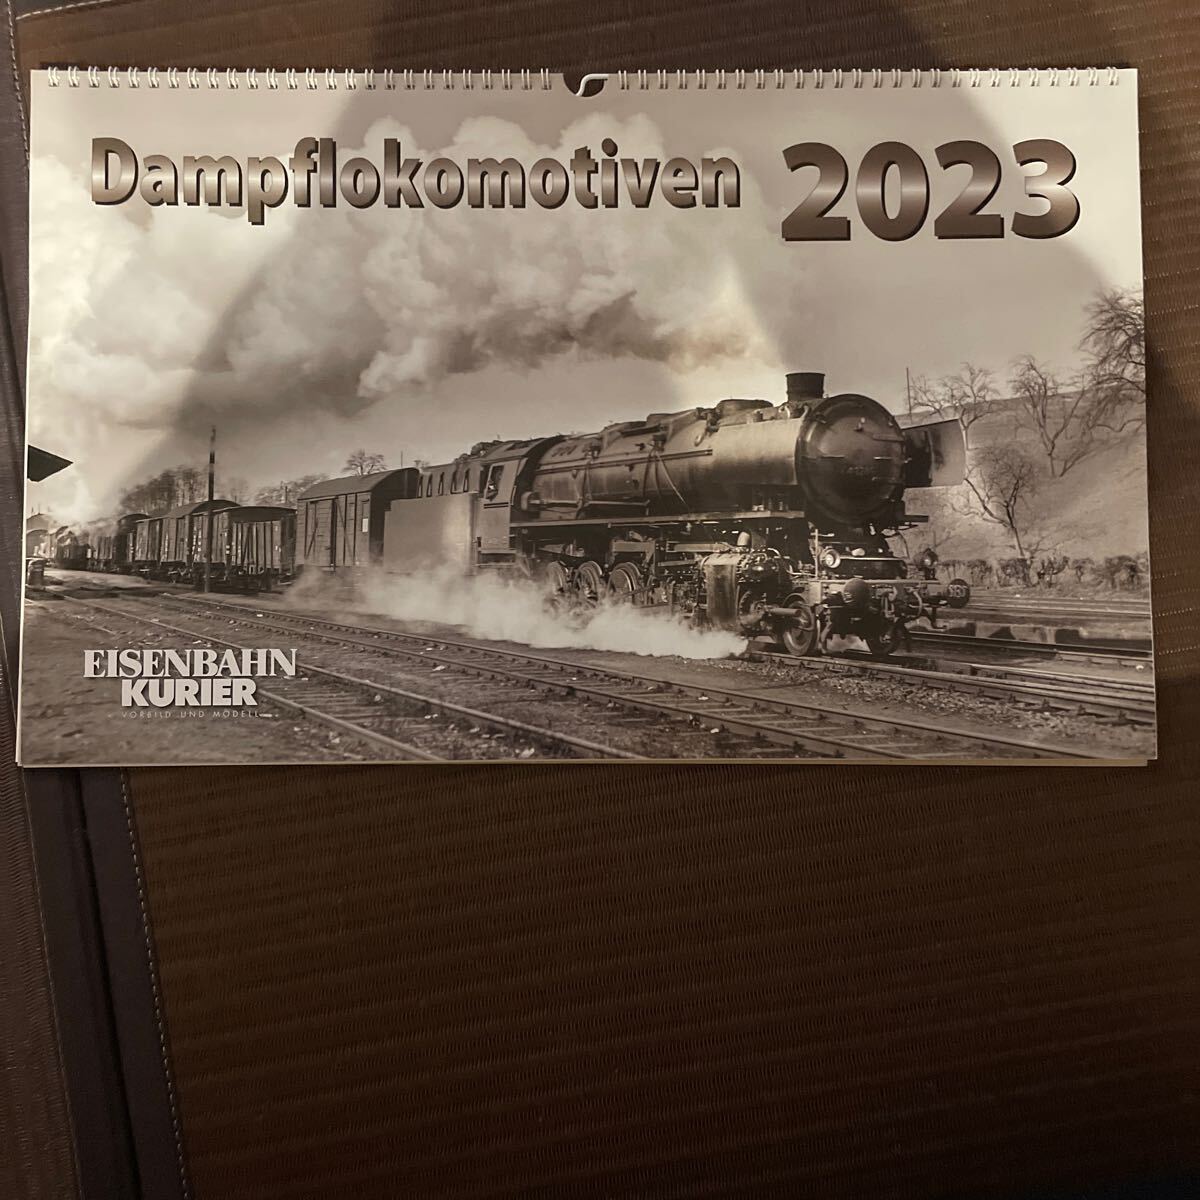 Dampflokomotiven 2023
EISENBAHN
KURIER
VORBILD UND MODELL